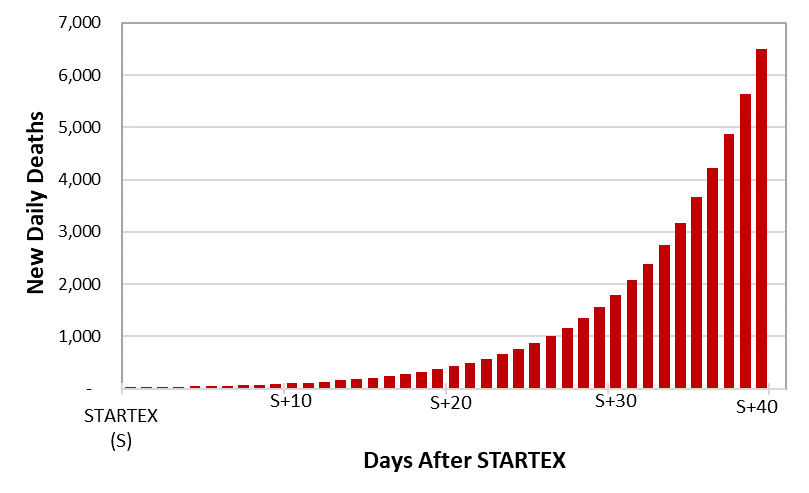 7,000
6,000
5,000
4,000
3,000
2,000
1,000
-
New Daily Deaths
STARTEX
(S)
S+10
S+20
S+30
S+40
Days After STARTEX